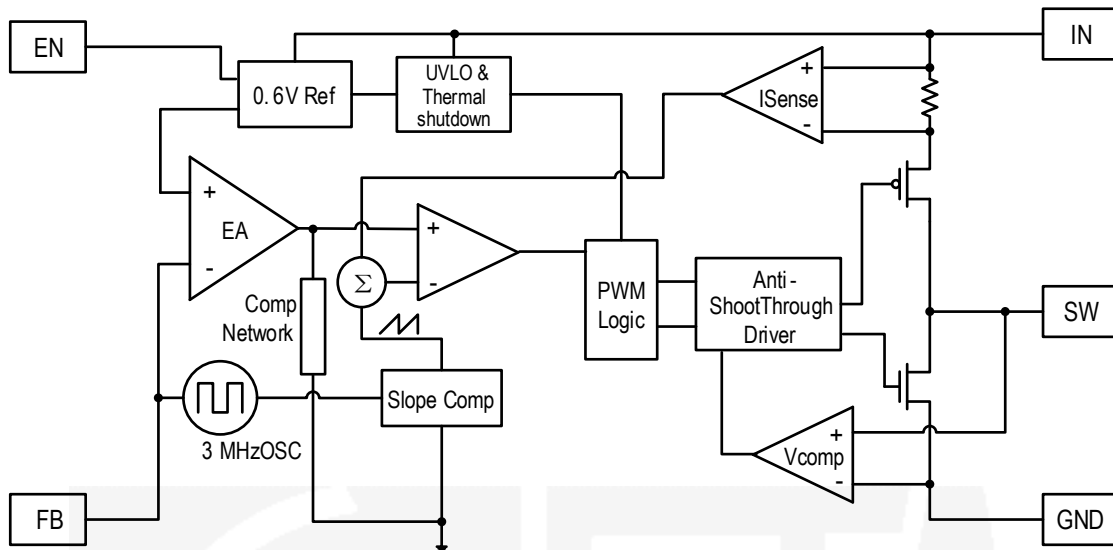 EN
IN
0.6V Ref
UVLO &
Thermal
shutdown
+
ISense
-
+
EA
-
+
-
Σ
Comp
Network
PWM
Logic
Anti-
ShootThrough
Driver
SW
Slope Comp
3 MHzOSC
+
Vcomp
-
FB
GND